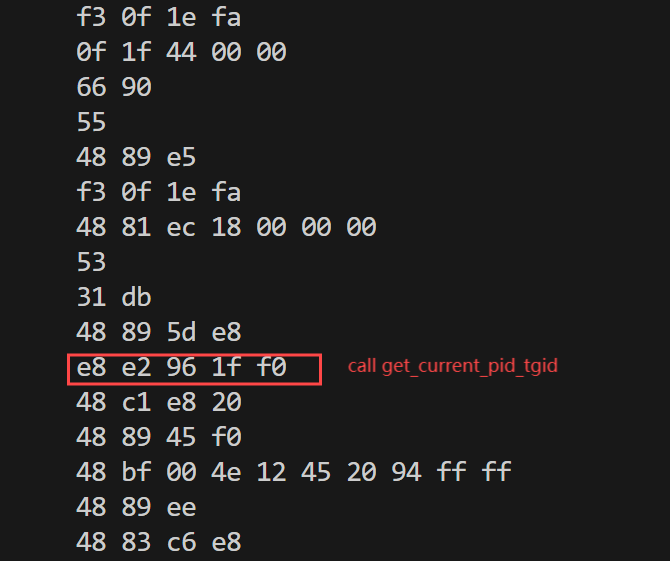 f3 0f 1e fa
0f 1f 44 00 00
66 90
55
48 89 e5
f3 0f 1e fa
48 81 ec 18 00 00 00
53
31 db
48 89 5d e8
e8 e2 96 1f f0 call get_current_pid_tgid
48 c1 e8 20
48 89 45 f0
48 bf 00 4e 12 45 20 94 ff ff
48 89 ee
48 83 c6 e8